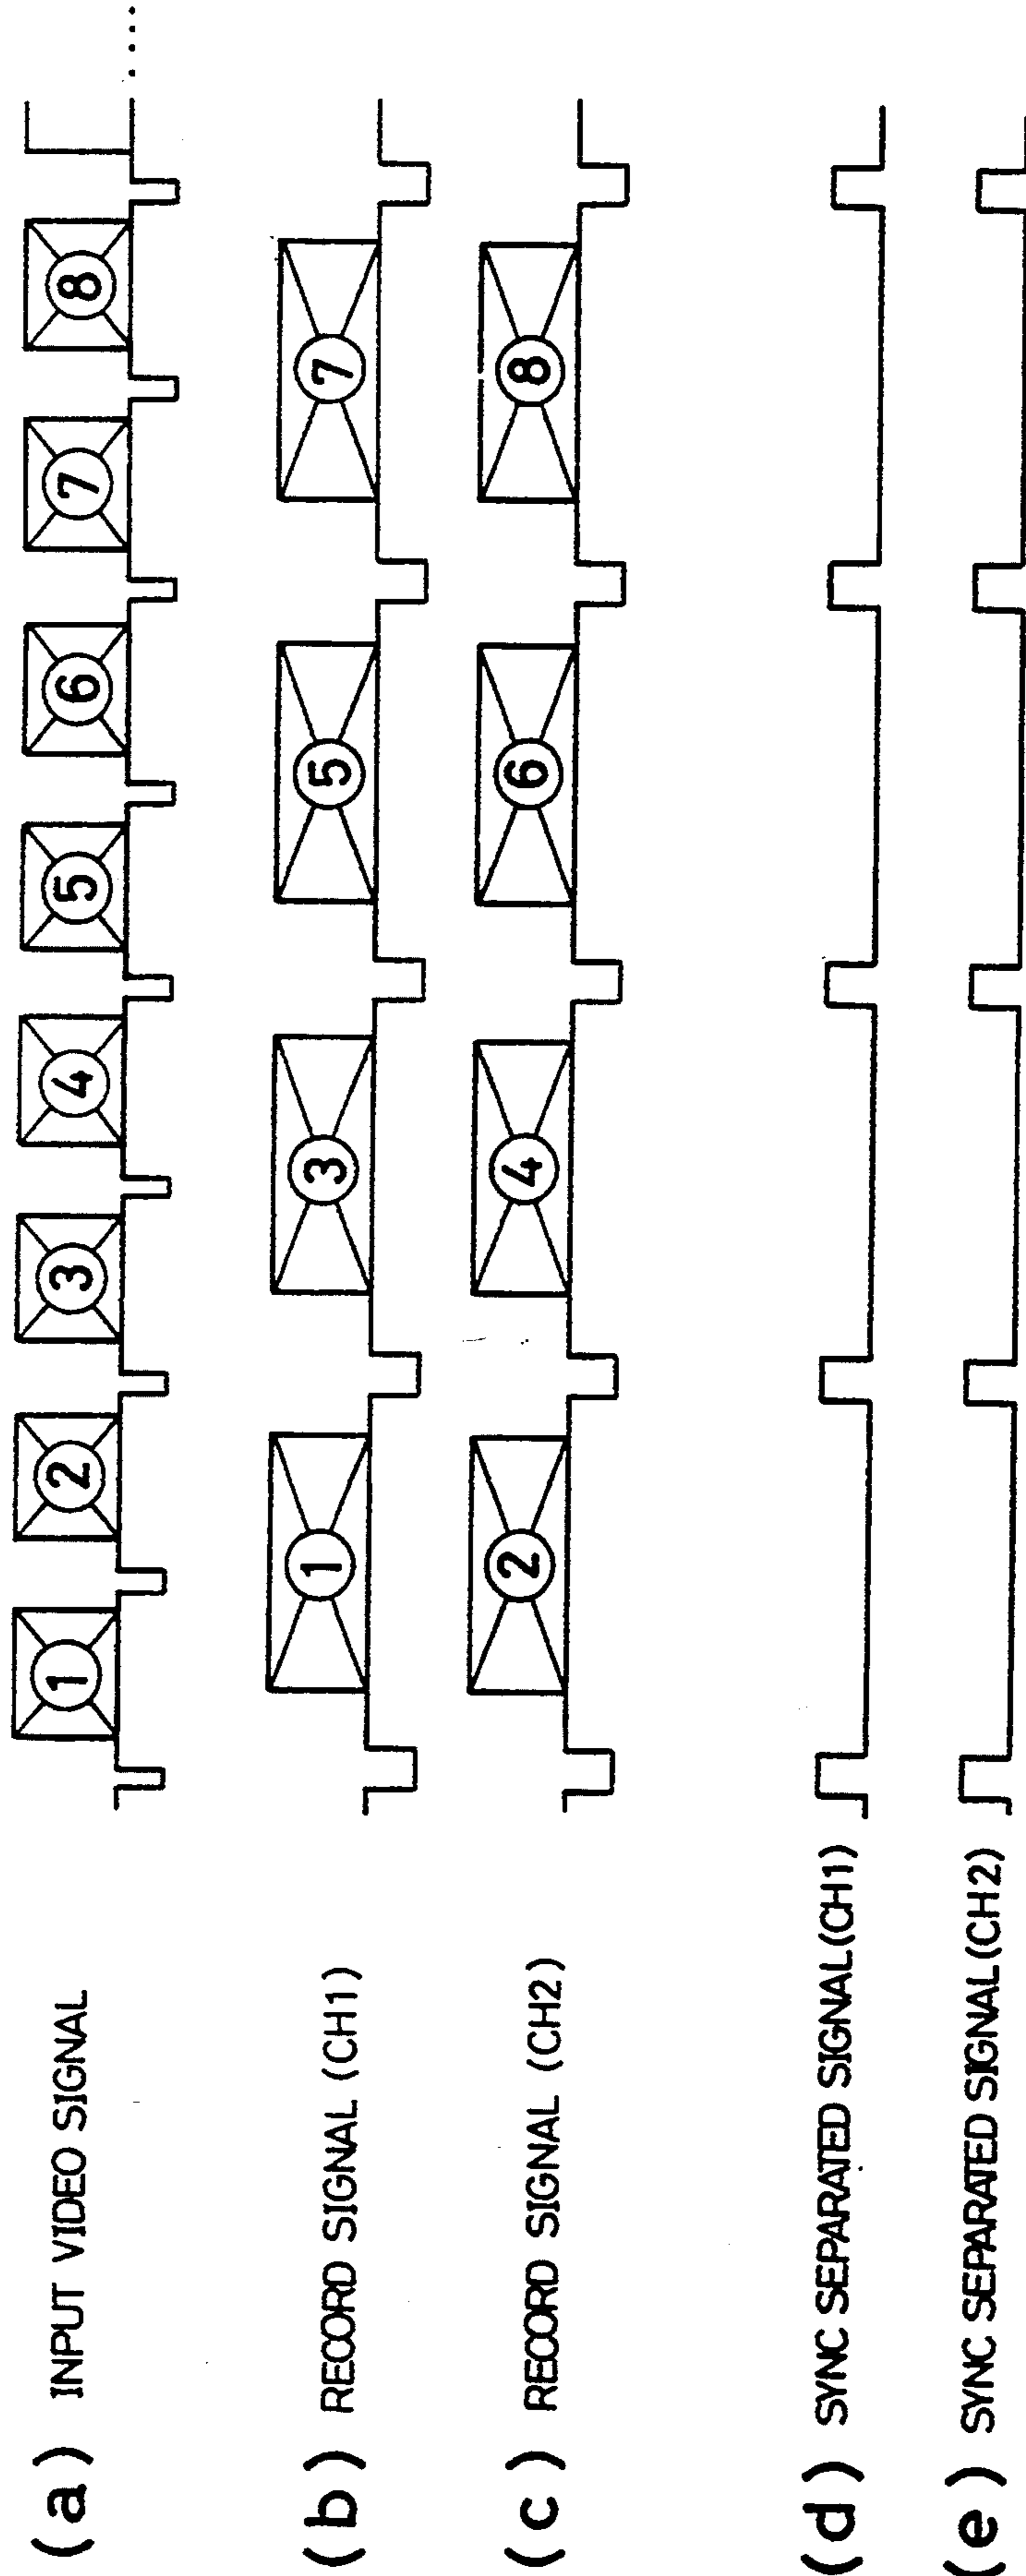 (a) INPUT VIDEO SIGNAL
1 2 3 4 5 6 7 8 ....
(b) RECORD SIGNAL (CH1)
1 3 5 7
(c) RECORD SIGNAL (CH2)
2 4 6 8
(d) SYNC SEPARATED SIGNAL(CH1)
(e) SYNC SEPARATED SIGNAL(CH2)